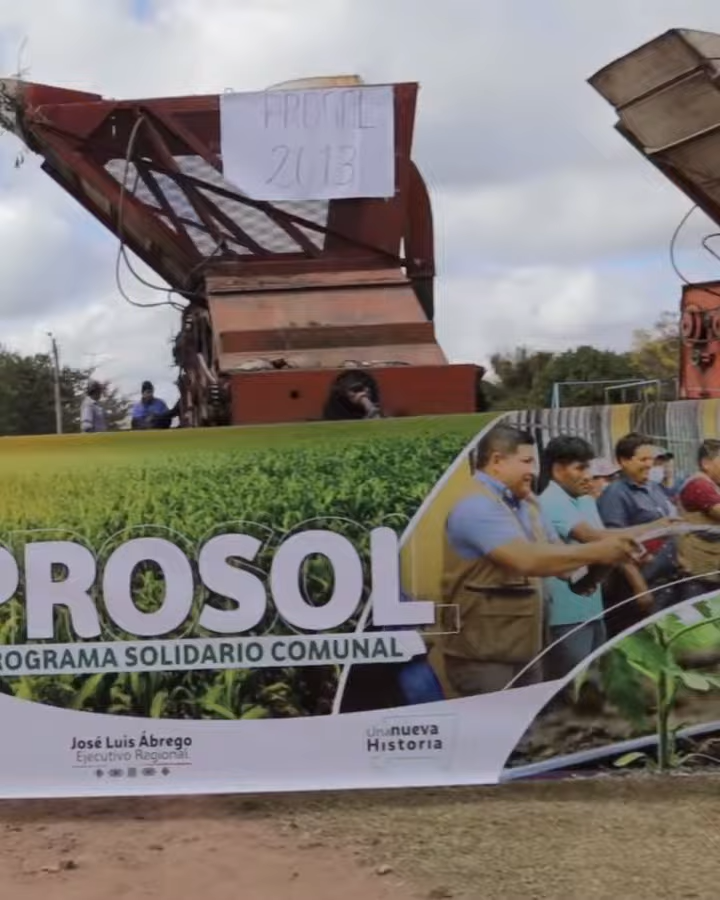 PROSOL
2013
PROSOL
PROGRAMA SOLIDARIO COMUNAL
José Luis Ábrego
Ejecutivo Regional
Una nueva
Historia